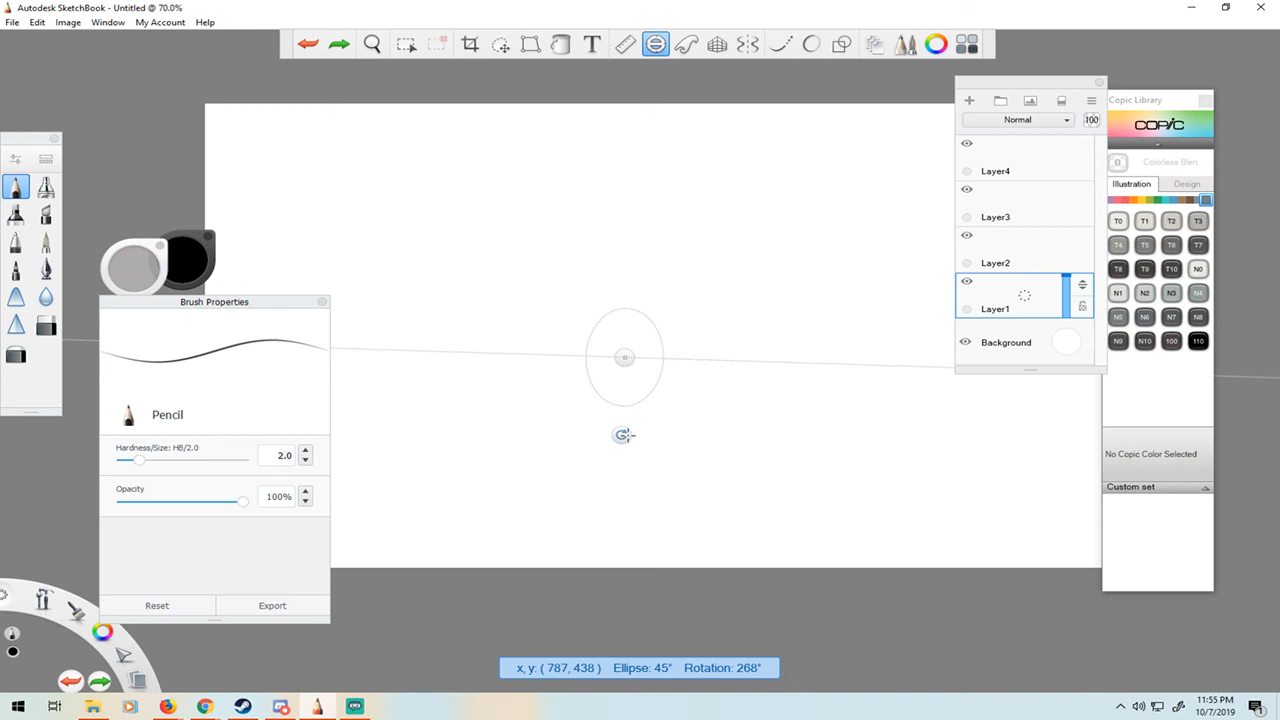 Autodesk SketchBook - Untitled @ 70.0%
File Edit Image Window My Account Help
T
Normal 100
Layer4
Layer3
Layer2
Layer1
Background
Copic Library
COPIC
0 Colorless Blen..
Illustration Design
T0 T1 T2 T3
T4 T5 T6 T7
T8 T9 T10 N0
N1 N2 N3 N4
N5 N6 N7 N8
N9 N10 100 110
No Copic Color Selected
Custom set
Brush Properties
Pencil
Hardness/Size: HB/2.0
2.0
Opacity
100%
Reset Export
x, y: ( 787, 438 ) Ellipse: 45° Rotation: 268°
11:55 PM
10/7/2019
1